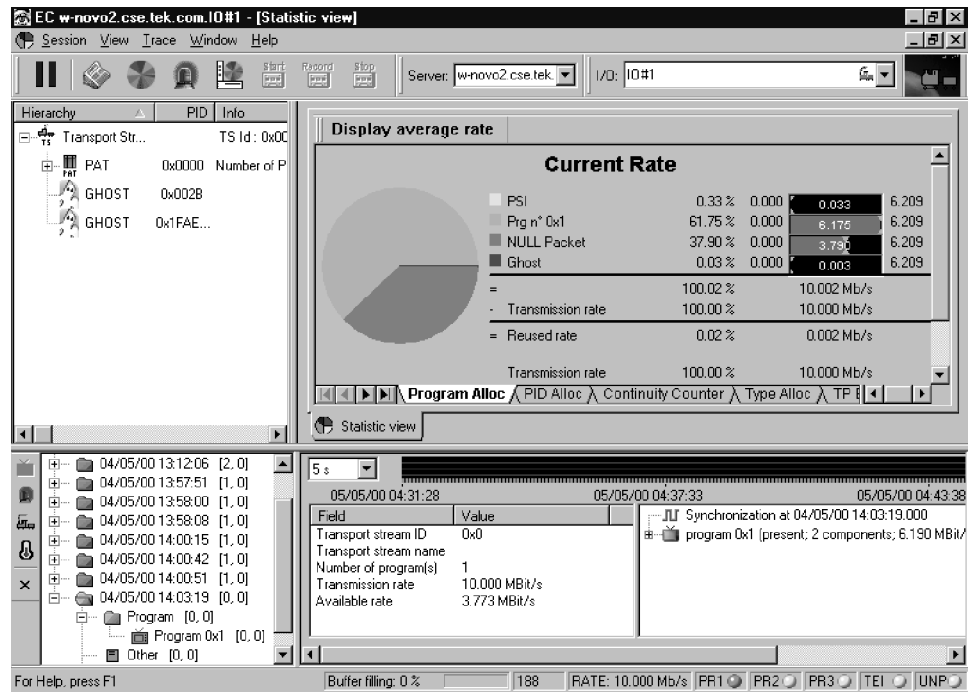 EC w-novo2.cse.tek.com.IO#1 - [Statistic view]
Session View Trace Window Help
Start Record Stop
Server: w-novo2.cse.tek. I/O: IO#1
Hierarchy PID Info
Transport Str... TS Id : 0x00
TS
PAT 0x0000 Number of P
PAT
GHOST 0x002B
GHOST 0x1FAE...
Display average rate
Current Rate
PSI 0.33 % 0.000 0.033 6.209
Prg n° 0x1 61.75 % 0.000 6.175 6.209
NULL Packet 37.90 % 0.000 3.790 6.209
Ghost 0.03 % 0.000 0.003 6.209
= 100.02 % 10.002 Mb/s
- Transmission rate 100.00 % 10.000 Mb/s
= Reused rate 0.02 % 0.002 Mb/s
Transmission rate 100.00 % 10.000 Mb/s
Program Alloc PID Alloc Continuity Counter Type Alloc TP
Statistic view
04/05/00 13:12:06 [2, 0]
04/05/00 13:57:51 [1, 0]
04/05/00 13:58:00 [1, 0]
04/05/00 13:58:08 [1, 0]
04/05/00 14:00:15 [1, 0]
04/05/00 14:00:42 [1, 0]
04/05/00 14:00:51 [1, 0]
04/05/00 14:03:19 [0, 0]
Program [0, 0]
Program 0x1 [0, 0]
Other [0, 0]
5 s
05/05/00 04:31:28 05/05/00 04:37:33 05/05/00 04:43:38
Field Value
Transport stream ID 0x0
Transport stream name
Number of program(s) 1
Transmission rate 10.000 MBit/s
Available rate 3.773 MBit/s
Synchronization at 04/05/00 14:03:19.000
program 0x1 (present; 2 components; 6.190 MBit/
For Help, press F1
Buffer filling: 0 % 188 RATE: 10.000 Mb/s PR1 PR2 PR3 TEI UNP